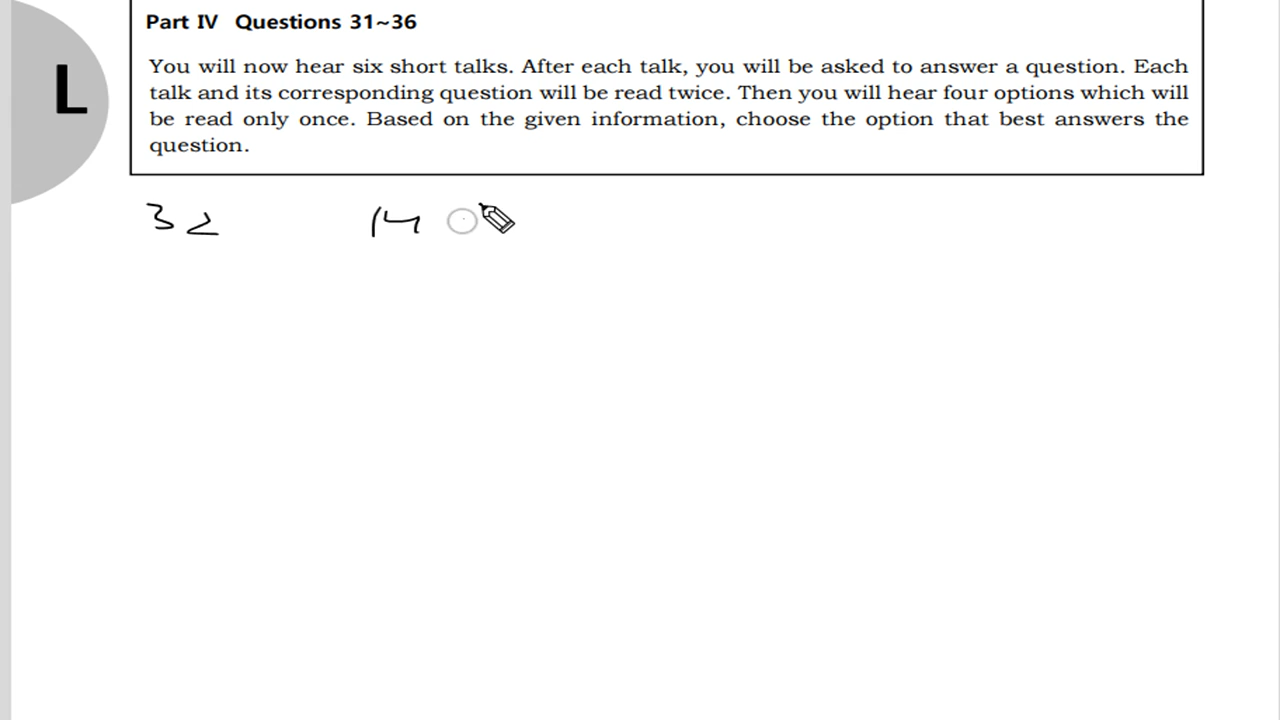 Part IV Questions 31~36
You will now hear six short talks. After each talk, you will be asked to answer a question. Each
talk and its corresponding question will be read twice. Then you will hear four options which will
be read only once. Based on the given information, choose the option that best answers the
question.
L
32 14